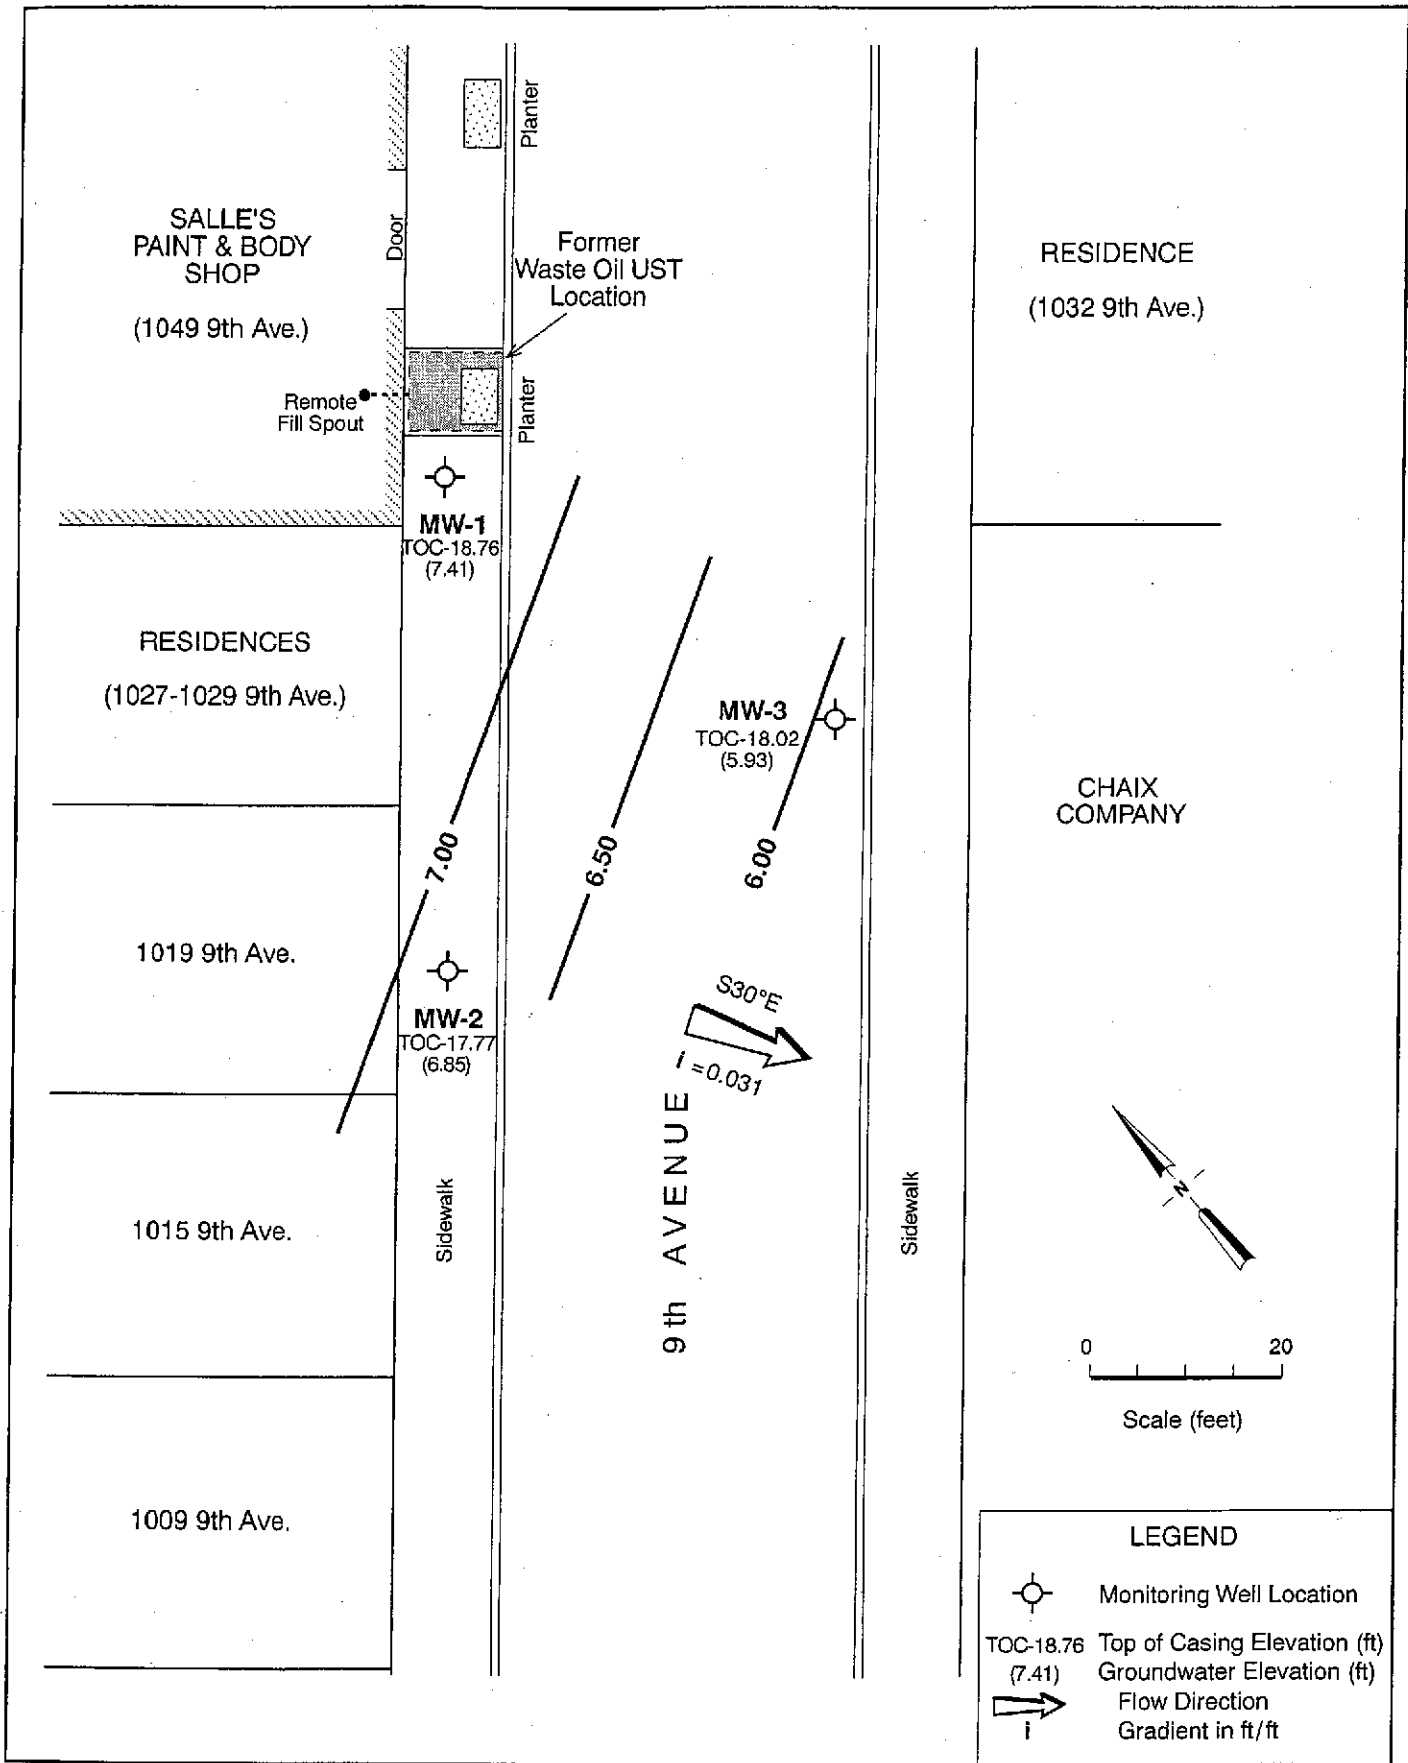 Planter
SALLE'S
PAINT & BODY
SHOP
(1049 9th Ave.)
Door
Former
Waste Oil UST
Location
RESIDENCE
(1032 9th Ave.)
Remote
Fill Spout
Planter
MW-1
TOC-18.76
(7.41)
RESIDENCES
(1027-1029 9th Ave.)
MW-3
TOC-18.02
(5.93)
CHAIX
COMPANY
7.00
6.50
6.00
1019 9th Ave.
MW-2
TOC-17.77
(6.85)
S30°E
i = 0.031
9th AVENUE
Sidewalk
Sidewalk
1015 9th Ave.
N
0 20
Scale (feet)
1009 9th Ave.
LEGEND
Monitoring Well Location
TOC-18.76 Top of Casing Elevation (ft)
(7.41) Groundwater Elevation (ft)
Flow Direction
i Gradient in ft/ft